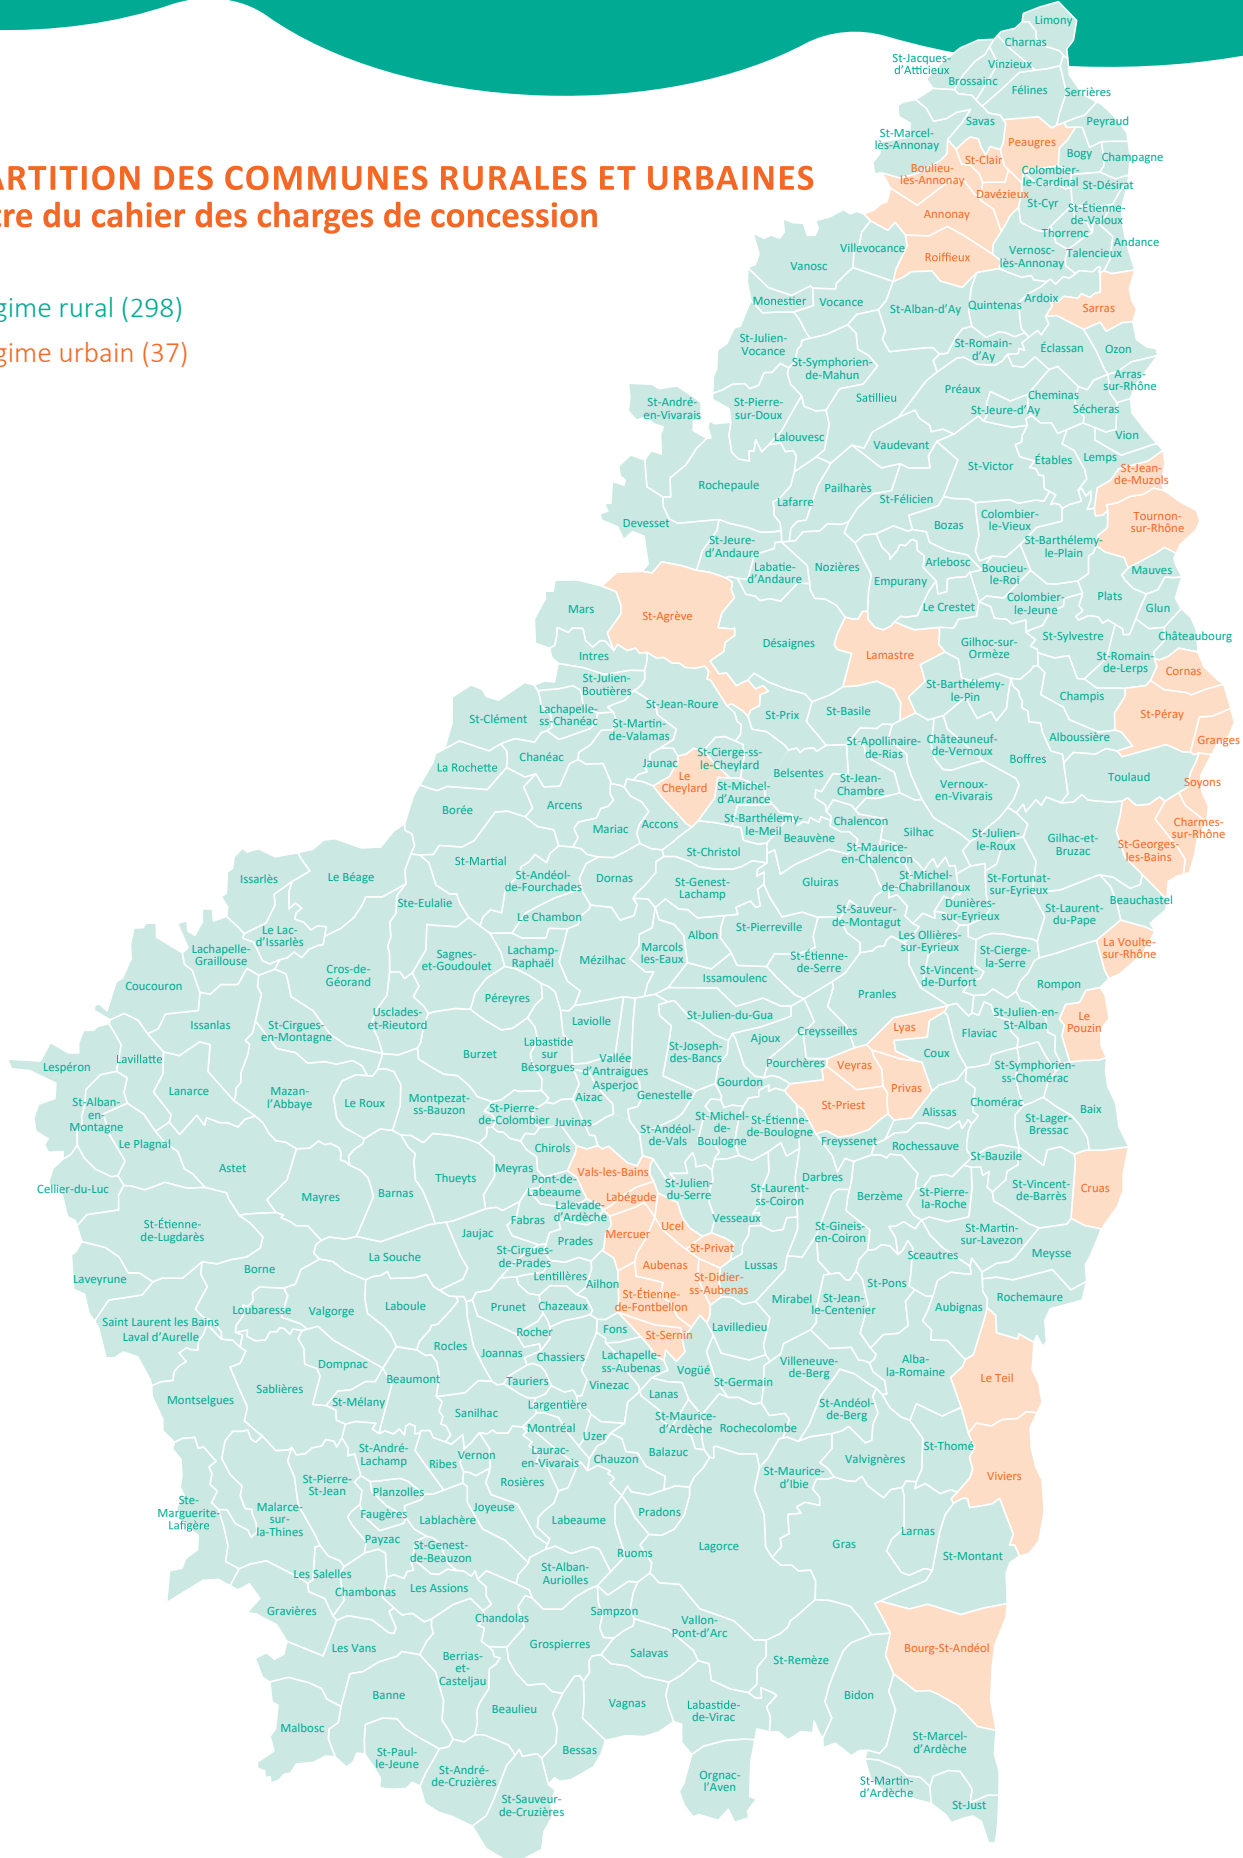 ARTITION DES COMMUNES RURALES ET URBAINES
tre du cahier des charges de concession
gime rural (298)
gime urbain (37)
Limony
Charnas
St-Jacques-
d'Atticieux
Vinzieux
Brossainc
Félines
Serrières
Savas
Peyraud
St-Marcel-
lès-Annonay
Peaugres
Bogy
Champagne
St-Clair
Boulieu-
lès-Annonay
Colombier-
le-Cardinal
St-Désirat
Davézieux
St-Cyr
St-Étienne-
de-Valoux
Annonay
Thorrenc
Andance
Villevocance
Roiffieux
Vernosc-
lès-Annonay
Talencieux
Vanosc
Monestier
Vocance
St-Alban-d'Ay
Quintenas
Ardoix
Sarras
St-Julien-
Vocance
St-Romain-
d'Ay
Éclassan
Ozon
St-Symphorien-
de-Mahun
Arras-
sur-Rhône
Satillieu
Préaux
Cheminas
St-André-
en-Vivarais
St-Pierre-
sur-Doux
St-Jeure-d'Ay
Sécheras
Lalouvesc
Vaudevant
Vion
St-Victor
Étables
Lemps
St-Jean-
de-Muzols
Rochepaule
Lafarre
Pailharès
St-Félicien
Devesset
Bozas
Colombier-
le-Vieux
Tournon-
sur-Rhône
St-Jeure-
d'Andaure
St-Barthélemy-
le-Plain
Labatie-
d'Andaure
Nozières
Empurany
Arlebosc
Boucieu-
le-Roi
Mauves
Mars
St-Agrève
Le Crestet
Colombier-
le-Jeune
Plats
Glun
Désaignes
Lamastre
Gilhoc-sur-
Ormèze
St-Sylvestre
Châteaubourg
Intres
St-Romain-
de-Lerps
Cornas
St-Julien-
Boutières
St-Barthélemy-
le-Pin
Champis
St-Jean-Roure
St-Clément
Lachapelle-
ss-Chanéac
St-Martin-
de-Valamas
St-Prix
St-Basile
St-Péray
Granges
Chanéac
St-Cierge-ss-
le-Cheylard
St-Apollinaire-
de-Rias
Châteauneuf-
de-Vernoux
Alboussière
Boffres
La Rochette
Jaunac
Le
Cheylard
Belsentes
St-Jean-
Chambre
Vernoux-
en-Vivarais
Toulaud
Soyons
St-Michel-
d'Aurance
Borée
Arcens
Mariac
Accons
St-Barthélemy-
le-Meil
Beauvène
Chalencon
Silhac
St-Julien-
le-Roux
Gilhac-et-
Bruzac
Charmes-
sur-Rhône
St-Georges-
les-Bains
St-Martial
St-Christol
St-Maurice-
en-Chalencon
Issarlès
Le Béage
St-Andéol-
de-Fourchades
Dornas
St-Genest-
Lachamp
Gluiras
St-Michel-
de-Chabrillanoux
St-Fortunat-
sur-Eyrieux
Beauchastel
Ste-Eulalie
Le Chambon
St-Sauveur-
de-Montagut
Dunières-
sur-Eyrieux
St-Laurent-
du-Pape
Le Lac-
d'Issarlès
Albon
St-Pierreville
Les Ollières-
sur-Eyrieux
La Voulte-
sur-Rhône
Lachapelle-
Graillouse
Sagnes-
et-Goudoulet
Lachamp-
Raphaël
Mézilhac
Marcols
les-Eaux
St-Étienne-
de-Serre
St-Cierge-
la-Serre
Coucouron
Cros-de-
Géorand
Issamoulenc
St-Vincent-
de-Durfort
Rompon
Péreyres
Pranles
Issanlas
St-Cirgues-
en-Montagne
Usclades-
et-Rieutord
Laviolle
St-Julien-du-Gua
Ajoux
Creysseilles
Lyas
Flaviac
St-Julien-en-
St-Alban
Le
Pouzin
Lespéron
Lavillatte
Burzet
Labastide
sur
Bésorgues
Vallée
d'Antraigues
Asperjoc
St-Joseph-
des-Bancs
Pourchères
Veyras
Coux
St-Symphorien-
ss-Chomérac
Lanarce
Mazan-
l'Abbaye
Le Roux
Montpezat-
ss-Bauzon
Aizac
Genestelle
Gourdon
Privas
St-Alban-
en-
Montagne
St-Pierre-
de-Colombier
Juvinas
St-Priest
Alissas
Chomérac
Baix
St-Andéol-
de-Vals
St-Michel-
de-
Boulogne
St-Étienne-
de-Boulogne
Freyssenet
Rochessauve
St-Lager-
Bressac
Le Plagnal
Chirols
St-Bauzile
Astet
Meyras
Vals-les-Bains
Cellier-du-Luc
Mayres
Barnas
Thueyts
Pont-de-
Labeaume
Labégude
St-Julien-
du-Serre
St-Laurent-
ss-Coiron
Darbres
Berzème
St-Pierre-
la-Roche
St-Vincent-
de-Barrès
Cruas
Lalevade-
d'Ardèche
St-Étienne-
de-Lugdarès
Fabras
Mercuer
Ucel
Vesseaux
St-Gineis-
en-Coiron
St-Martin-
sur-Lavezon
Jaujac
Prades
St-Privat
Sceautres
Meysse
Laveyrune
Borne
La Souche
St-Cirgues-
de-Prades
Aubenas
Lussas
Lentillères
Ailhon
St-Didier-
ss-Aubenas
St-Pons
Loubaresse
Valgorge
Laboule
Prunet
Chazeaux
St-Étienne-
de-Fontbellon
Mirabel
St-Jean-
le-Centenier
Aubignas
Rochemaure
Saint Laurent les Bains
Laval d'Aurelle
Rocher
Fons
St-Sernin
Lavilledieu
Rocles
Joannas
Chassiers
Lachapelle-
ss-Aubenas
Vogüé
Villeneuve-
de-Berg
Alba-
la-Romaine
Dompnac
Beaumont
Tauriers
Vinezac
St-Germain
Le Teil
Montselgues
Sablières
St-Mélany
Sanilhac
Largentière
Lanas
St-Andéol-
de-Berg
Montréal
Uzer
St-Maurice-
d'Ardèche
Rochecolombe
St-André-
Lachamp
Ribes
Vernon
Laurac-
en-Vivarais
Chauzon
Balazuc
Valvignères
St-Thomé
St-Pierre-
St-Jean
Planzolles
Rosières
St-Maurice-
d'Ibie
Viviers
Ste-
Marguerite-
Lafigère
Malarce-
sur-
la-Thines
Faugères
Lablachère
Joyeuse
Labeaume
Pradons
Payzac
St-Genest-
de-Beauzon
Ruoms
Lagorce
Gras
Larnas
St-Montant
Les Salelles
Chambonas
Les Assions
St-Alban-
Auriolles
Gravières
Chandolas
Sampzon
Vallon-
Pont-d'Arc
Les Vans
Grospierres
Salavas
Bourg-St-Andéol
Berrias-
et-
Casteljau
St-Remèze
Banne
Beaulieu
Vagnas
Labastide-
de-Virac
Bidon
Malbosc
St-Paul-
le-Jeune
Bessas
St-Marcel-
d'Ardèche
St-André-
de-Cruzières
Orgnac-
l'Aven
St-Martin-
d'Ardèche
St-Sauveur-
de-Cruzières
St-Just